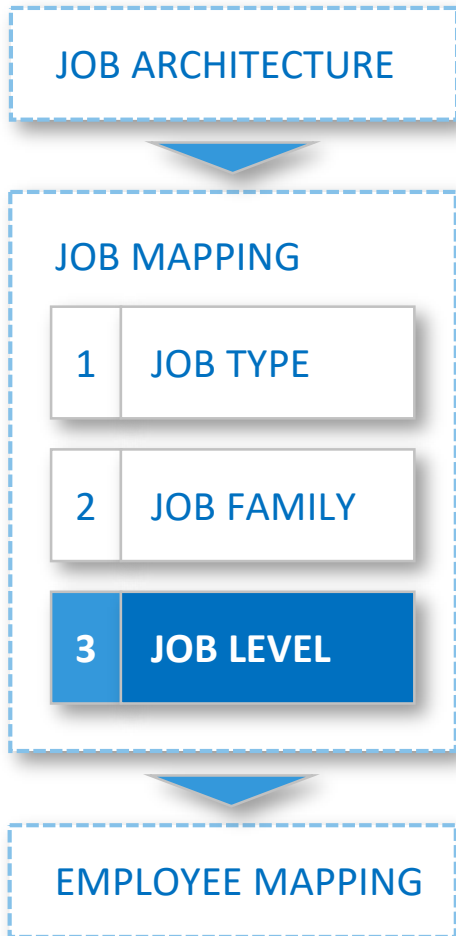 JOB ARCHITECTURE
JOB MAPPING
1 JOB TYPE
2 JOB FAMILY
3 JOB LEVEL
EMPLOYEE MAPPING